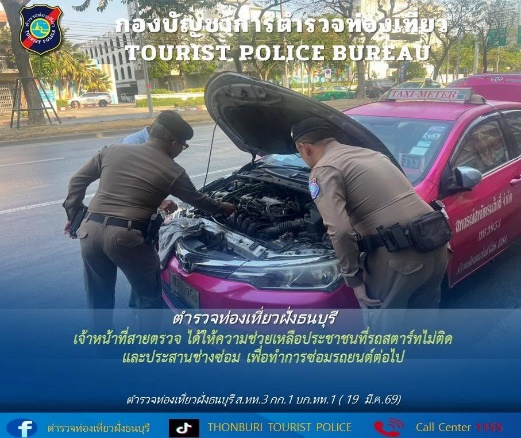 กองบัญชาการตำรวจท่องเที่ยว
TOURIST POLICE BUREAU
TAXI-METER
ตำรวจท่องเที่ยวฝั่งธนบุรี
เจ้าหน้าที่สายตรวจ ได้ให้ความช่วยเหลือประชาชนที่รถสตาร์ทไม่ติด
และประสานช่างซ่อม เพื่อทำการซ่อมรถยนต์ต่อไป
ตำรวจท่องเที่ยวฝั่งธนบุรี ส.ทท.3 กก.1 บก.ทท.1 ( 19 มี.ค.69)
ตำรวจท่องเที่ยวฝั่งธนบุรี
THONBURI TOURIST POLICE
Call Center 1155